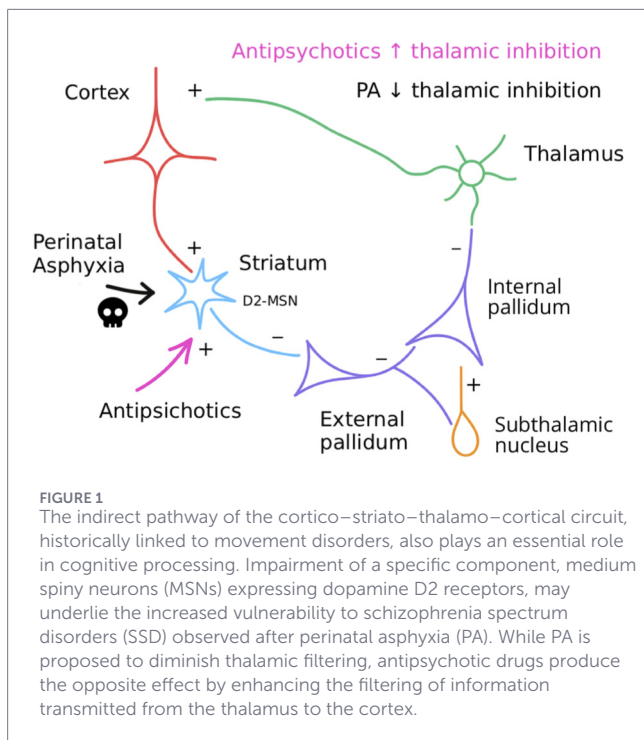 Antipsychotics ↑ thalamic inhibition
PA ↓ thalamic inhibition
Cortex
+
Thalamus
Perinatal
Asphyxia
+
Striatum
D2-MSN
−
Internal
pallidum
−
−
+
+
Antipsichotics
External
pallidum
Subthalamic
nucleus
FIGURE 1
The indirect pathway of the cortico–striato–thalamo–cortical circuit,
historically linked to movement disorders, also plays an essential role
in cognitive processing. Impairment of a specific component, medium
spiny neurons (MSNs) expressing dopamine D2 receptors, may
underlie the increased vulnerability to schizophrenia spectrum
disorders (SSD) observed after perinatal asphyxia (PA). While PA is
proposed to diminish thalamic filtering, antipsychotic drugs produce
the opposite effect by enhancing the filtering of information
transmitted from the thalamus to the cortex.